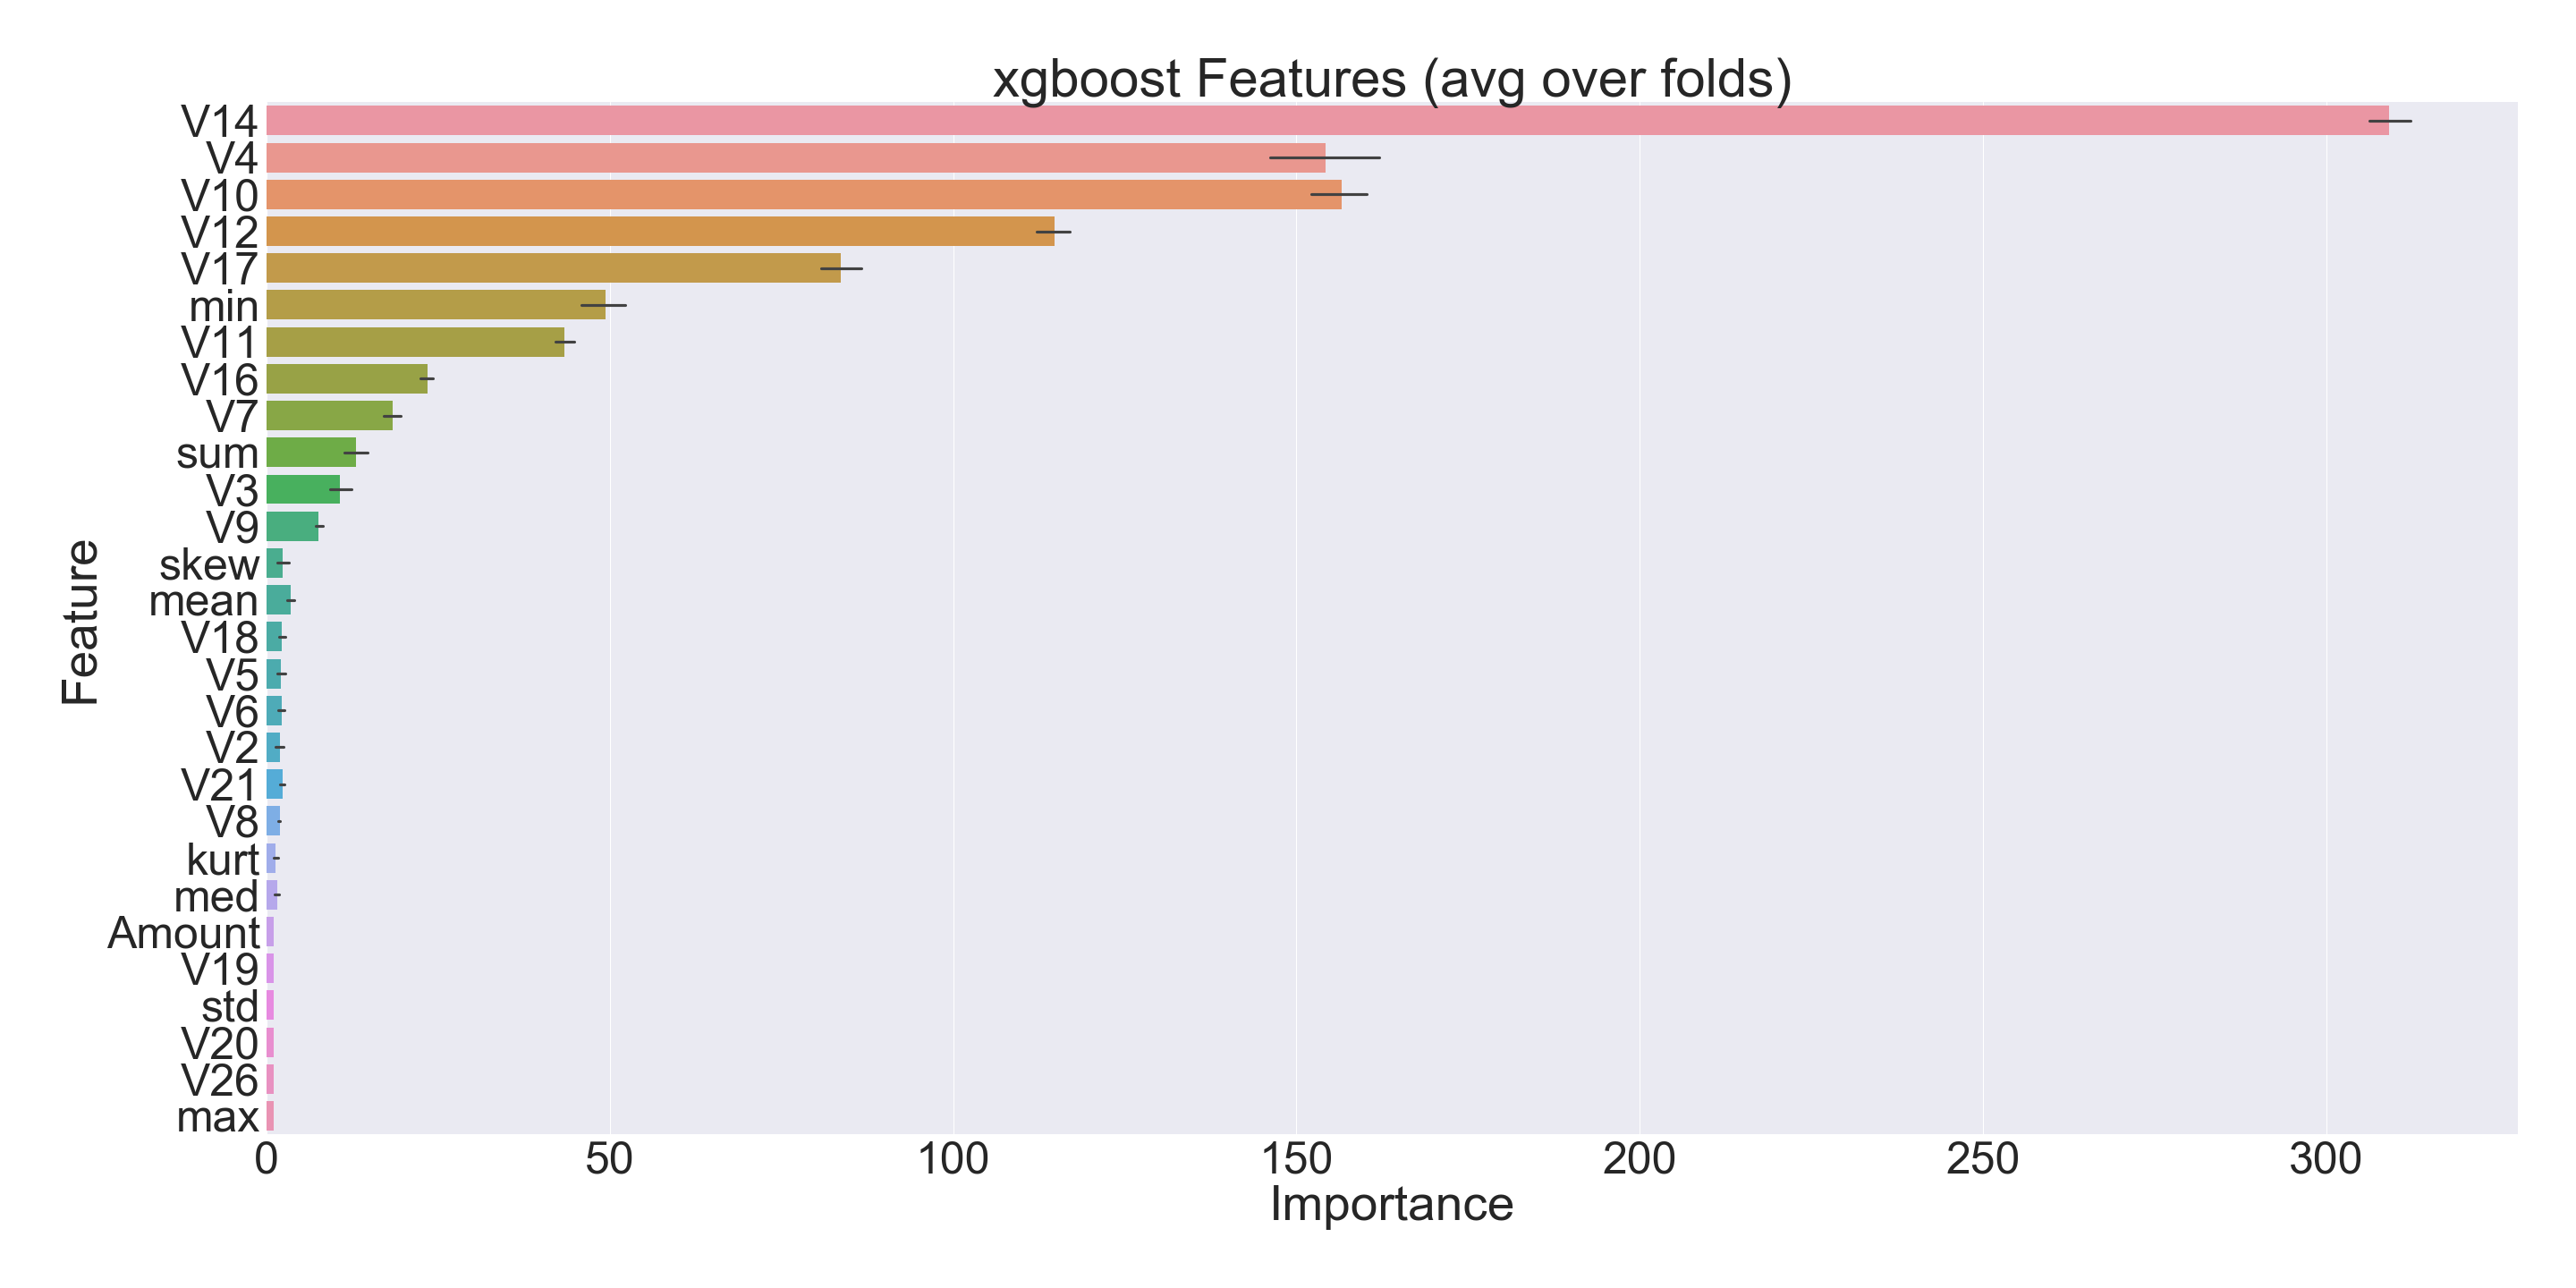 xgboost Features (avg over folds)
V14
V4
V10
V12
V17
min
V11
V16
V7
sum
V3
V9
skew
mean
V18
V5
V6
V2
V21
V8
kurt
med
Amount
V19
std
V20
V26
max
Feature
0 50 100 150 200 250 300
Importance